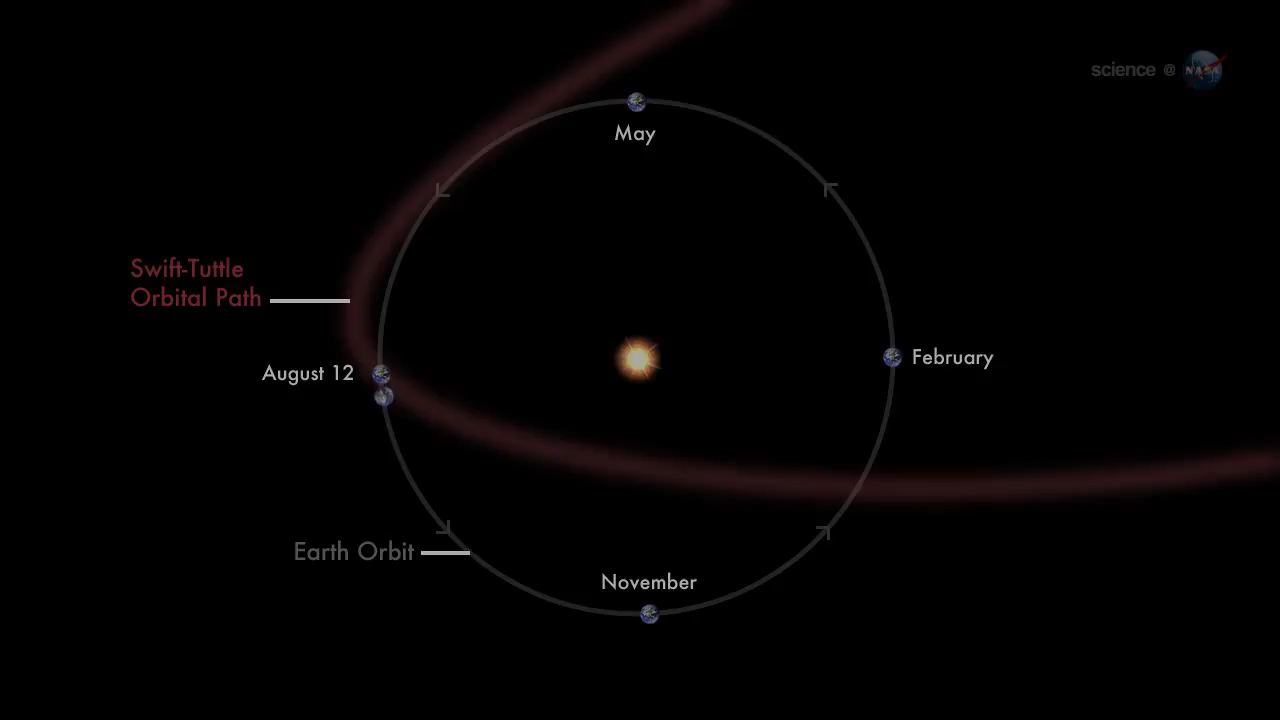 science @ NASA
May
Swift-Tuttle
Orbital Path
August 12
February
Earth Orbit
November